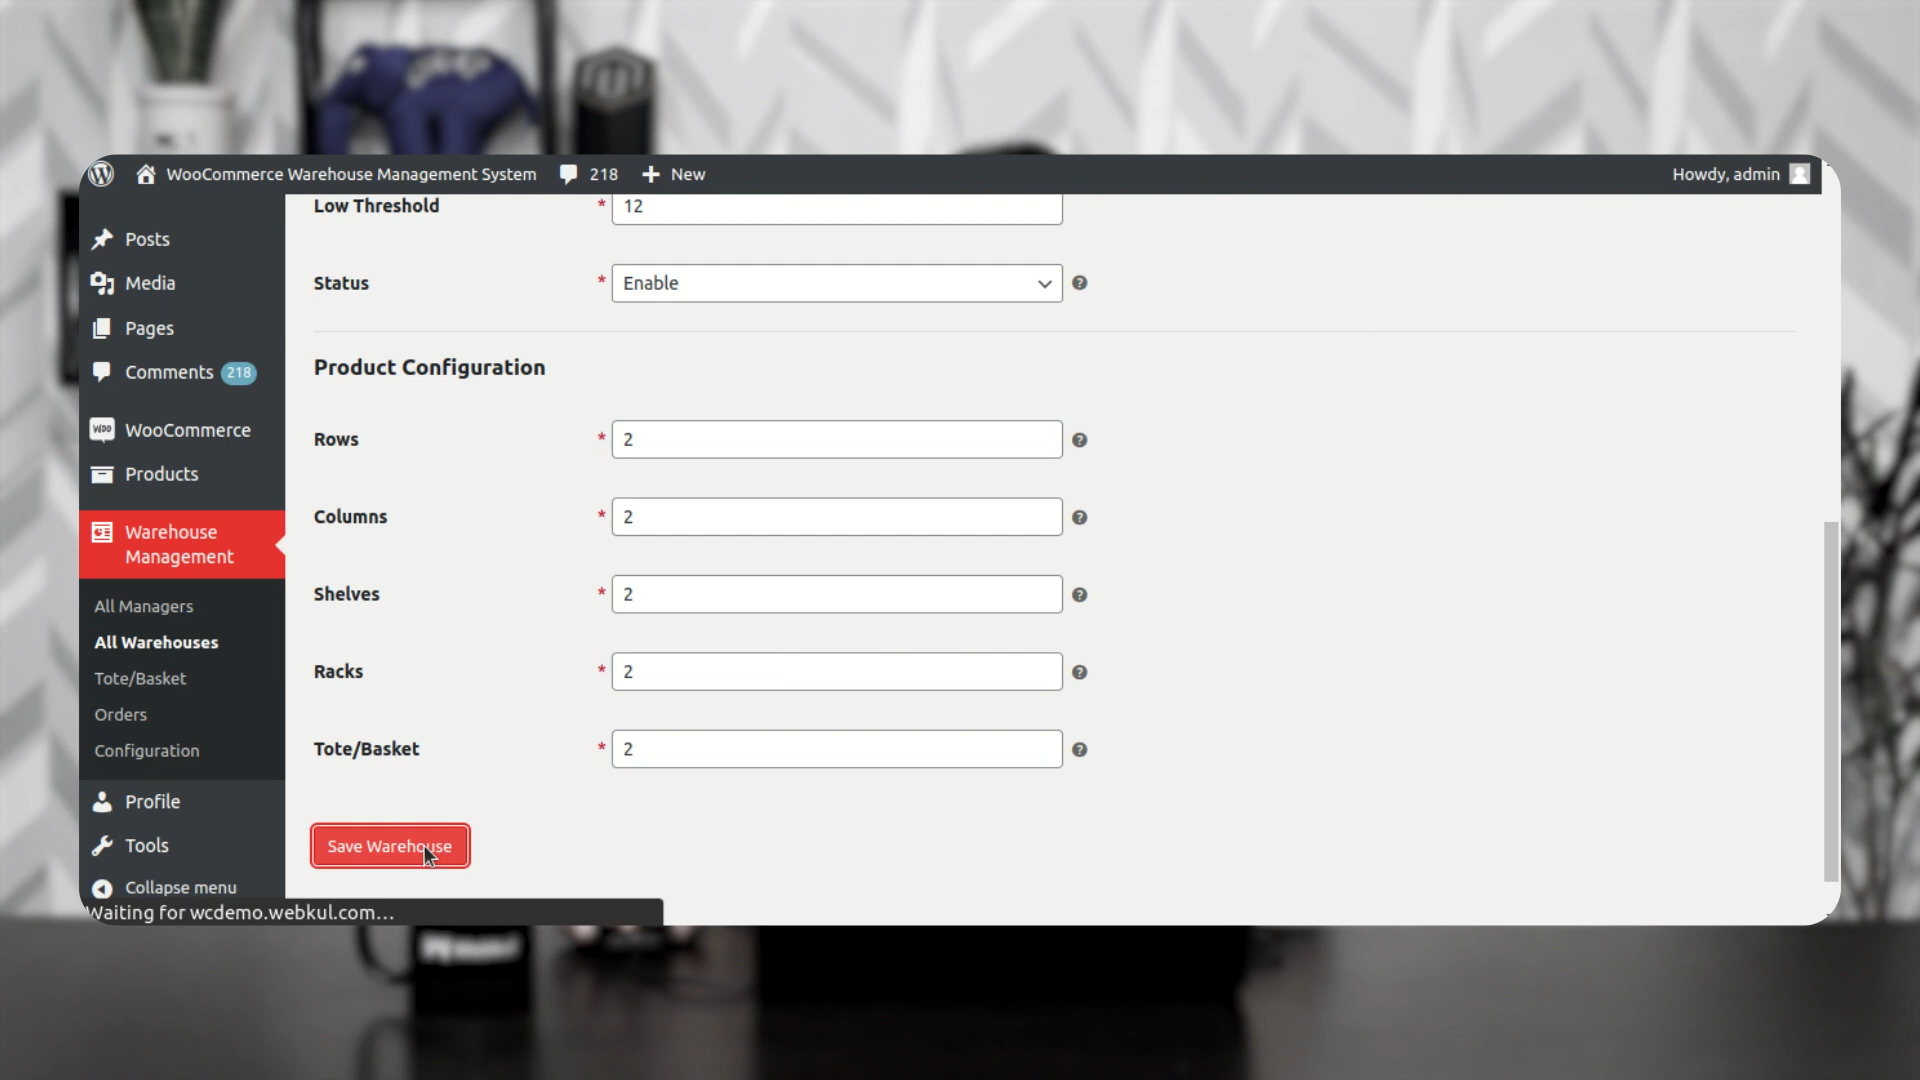 WooCommerce Warehouse Management System
218
New
Howdy, admin
Low Threshold
*
12
Posts
Media
Status
*
Enable
Pages
Product Configuration
Comments 218
WooCommerce
Rows
*
2
Products
Columns
*
2
Warehouse
Management
Shelves
*
2
All Managers
All Warehouses
Racks
*
2
Tote/Basket
Orders
Configuration
Tote/Basket
*
2
Profile
Tools
Save Warehouse
Collapse menu
Waiting for wcdemo.webkul.com...